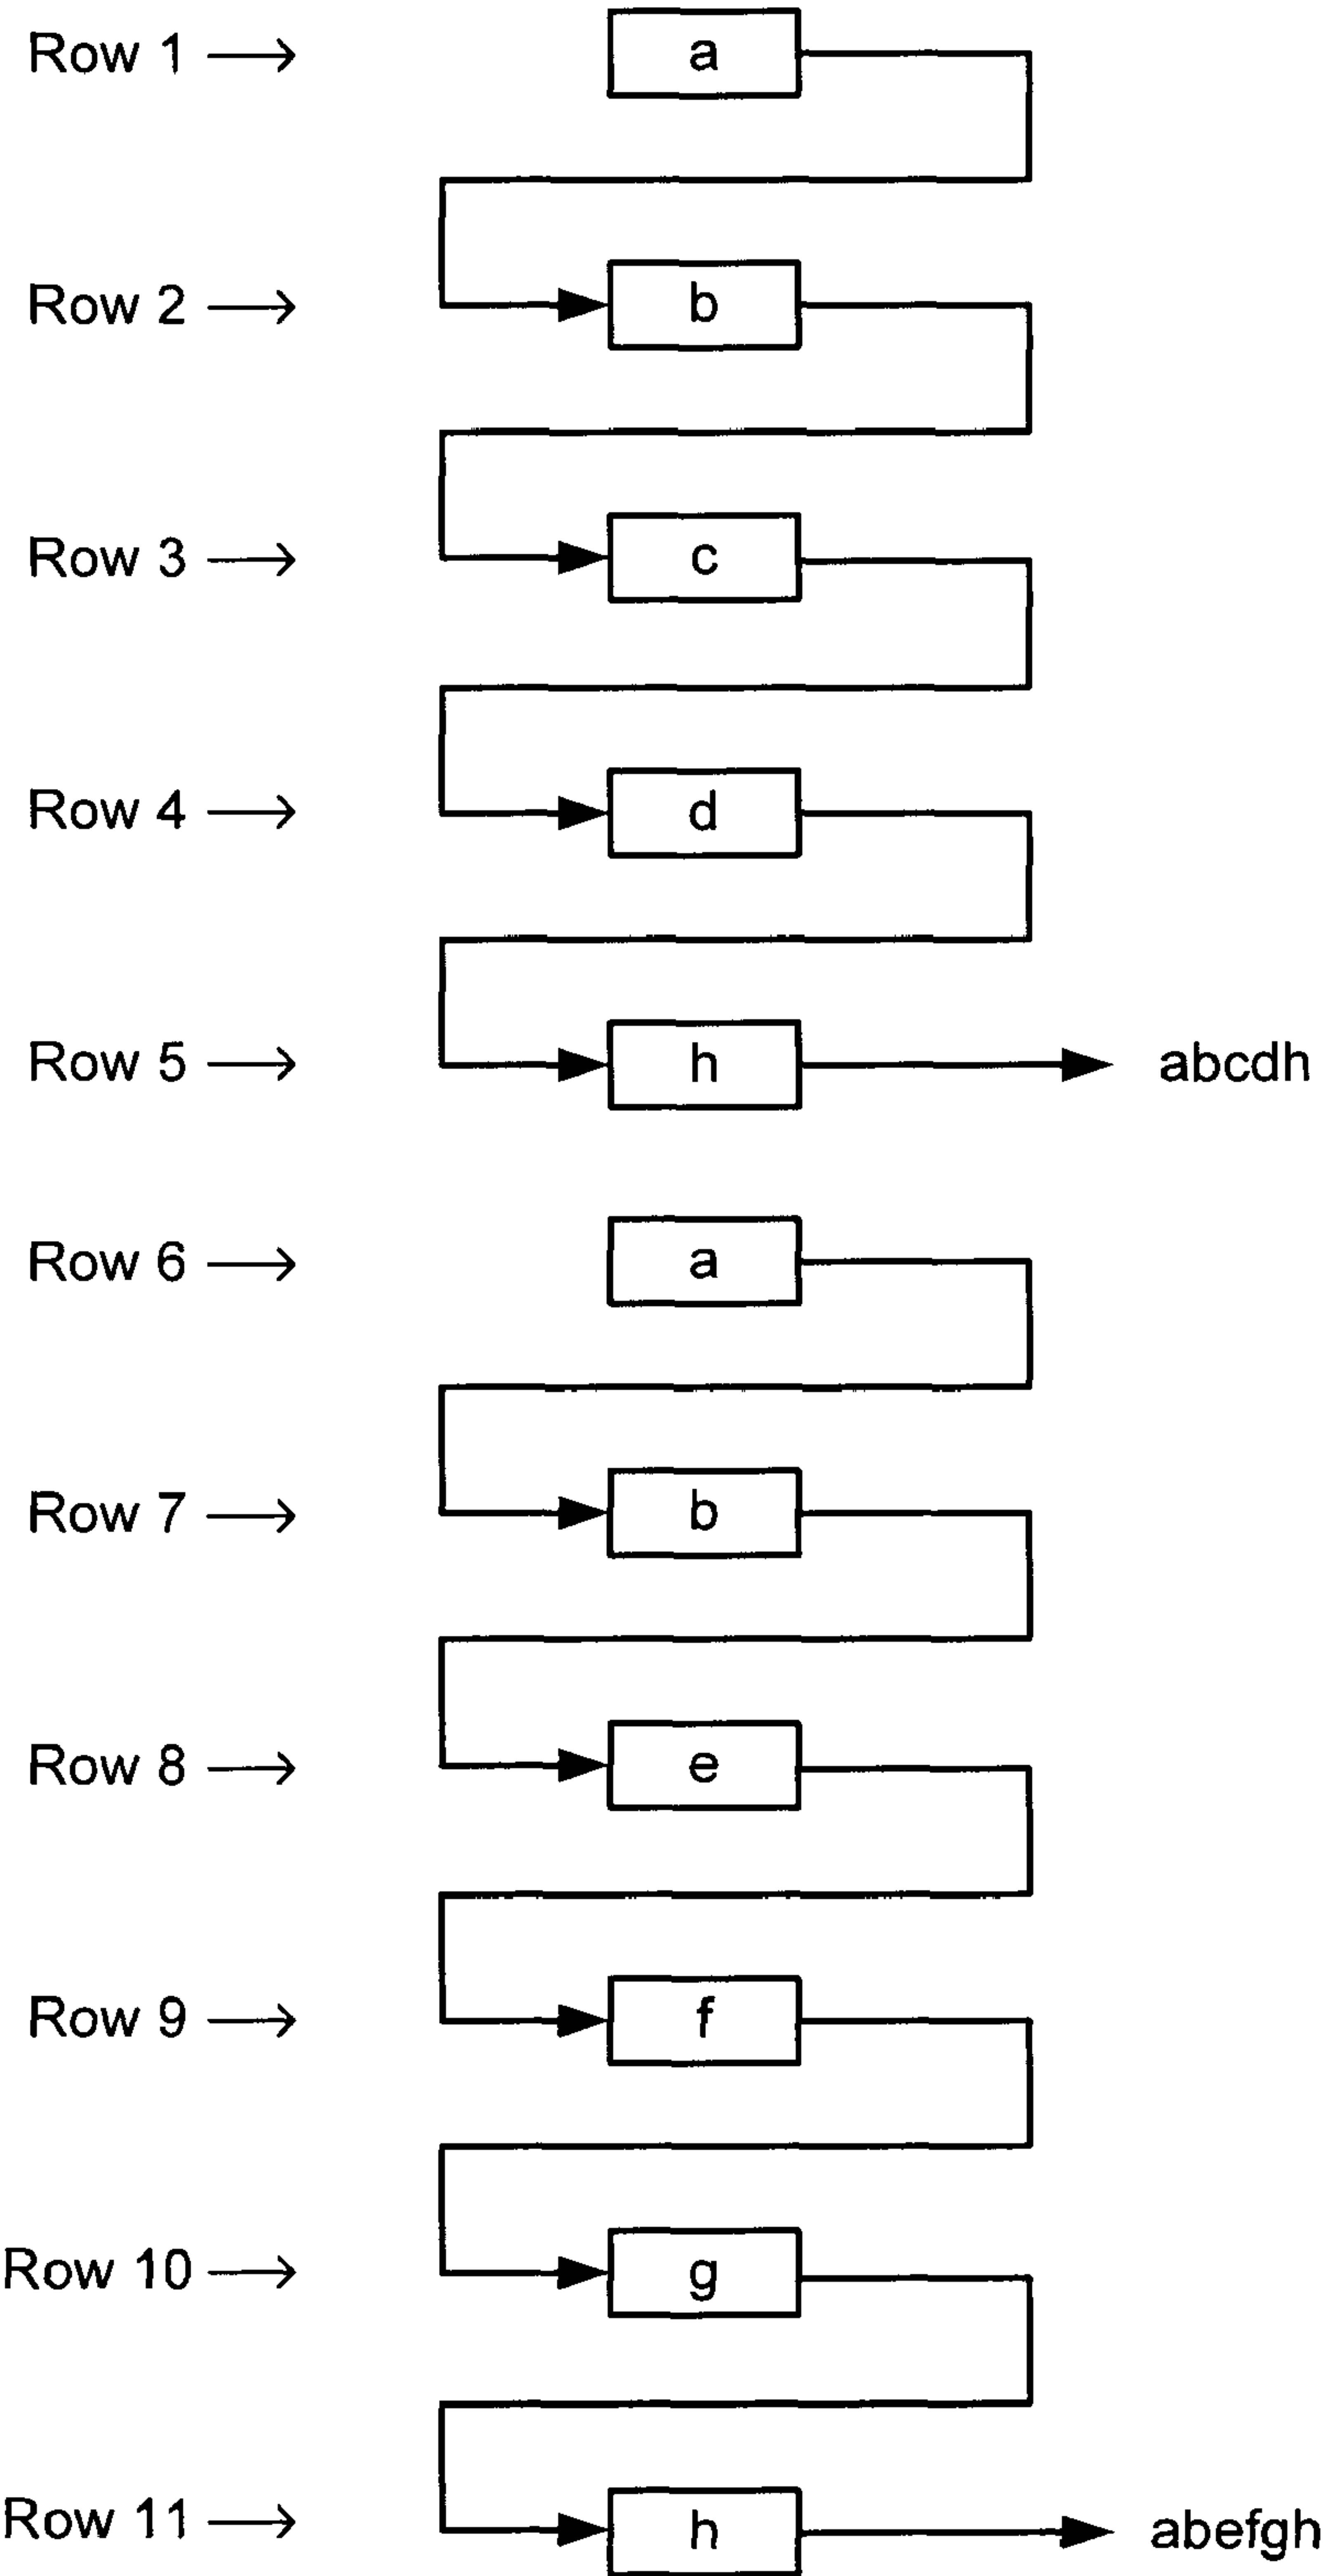 Row 1 → a
Row 2 → b
Row 3 → c
Row 4 → d
Row 5 → h abcdh
Row 6 → a
Row 7 → b
Row 8 → e
Row 9 → f
Row 10 → g
Row 11 → h abefgh